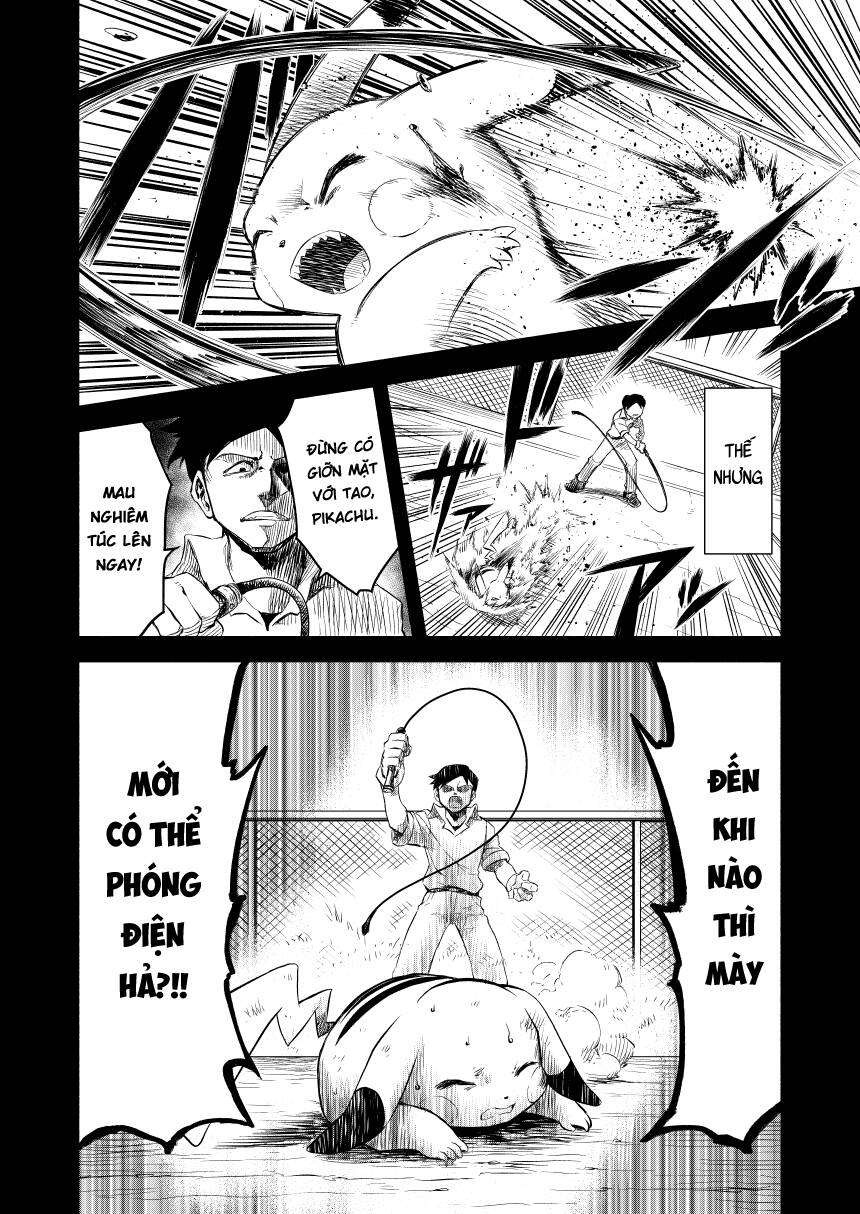 THẾ
NHƯNG
ĐỪNG CÓ
GIỠN MẶT
VỚI TAO,
PIKACHU.
MAU
NGHIÊM
TÚC LÊN
NGAY!
ĐẾN
KHI
NÀO
THÌ
MÀY
MỚI
CÓ THỂ
PHÓNG
ĐIỆN
HẢ?!!